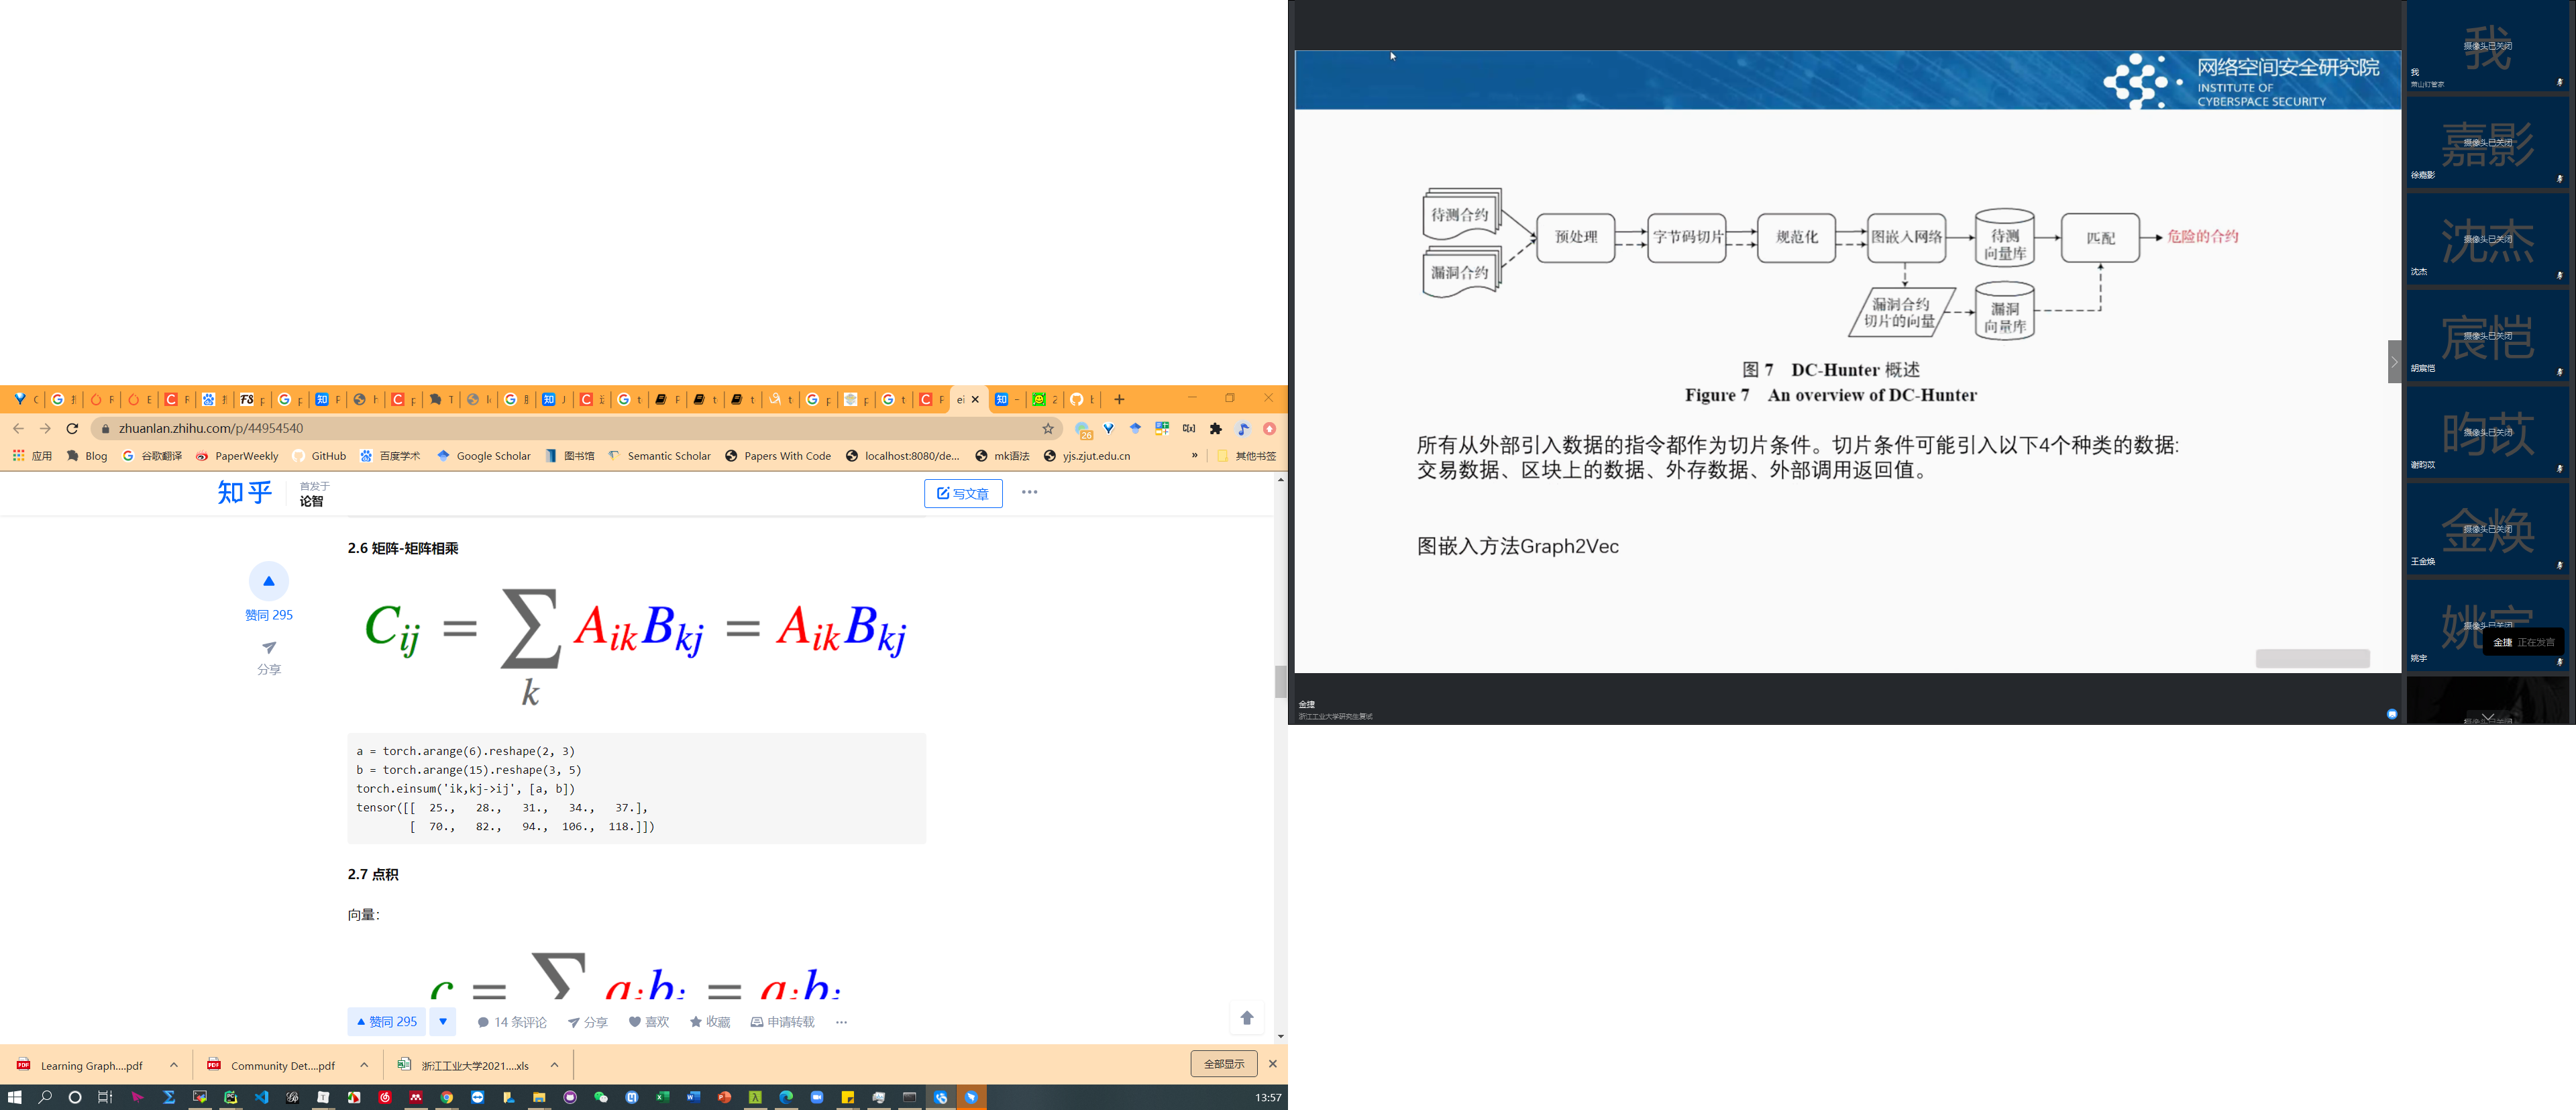 zhuanlan.zhihu.com/p/44954540
26
应用 Blog 谷歌翻译 PaperWeekly GitHub 百度学术 Google Scholar 图书馆 Semantic Scholar Papers With Code localhost:8080/de... mk语法 yjs.zjut.edu.cn » 其他书签
知乎 首发于
论智
写文章
2.6 矩阵-矩阵相乘
赞同 295
分享
C_ij = ∑_k A_ik B_kj = A_ik B_kj
a = torch.arange(6).reshape(2, 3)
b = torch.arange(15).reshape(3, 5)
torch.einsum('ik,kj->ij', [a, b])
tensor([[  25.,   28.,   31.,   34.,   37.],
        [  70.,   82.,   94.,  106.,  118.]])
2.7 点积
向量：
赞同 295 14 条评论 分享 喜欢 收藏 申请转载
Learning Graph....pdf Community Det....pdf 浙江工业大学2021....xls 全部显示
13:57
网络空间安全研究院
INSTITUTE OF
CYBERSPACE SECURITY
待测合约
漏洞合约
预处理
字节码切片
规范化
图嵌入网络
待测
向量库
匹配
危险的合约
漏洞合约
切片的向量
漏洞
向量库
图 7 DC-Hunter 概述
Figure 7 An overview of DC-Hunter
所有从外部引入数据的指令都作为切片条件。切片条件可能引入以下4个种类的数据:
交易数据、区块上的数据、外存数据、外部调用返回值。
图嵌入方法Graph2Vec
金捷
浙江工业大学研究生复试
我
摄像头已关闭
我
萧山钉管家
嘉影
摄像头已关闭
徐嘉影
沈杰
摄像头已关闭
沈杰
宸恺
摄像头已关闭
胡宸恺
昀苡
摄像头已关闭
谢昀苡
金焕
摄像头已关闭
王金焕
姚宇
摄像头已关闭
金捷 正在发言
姚宇
摄像头已关闭